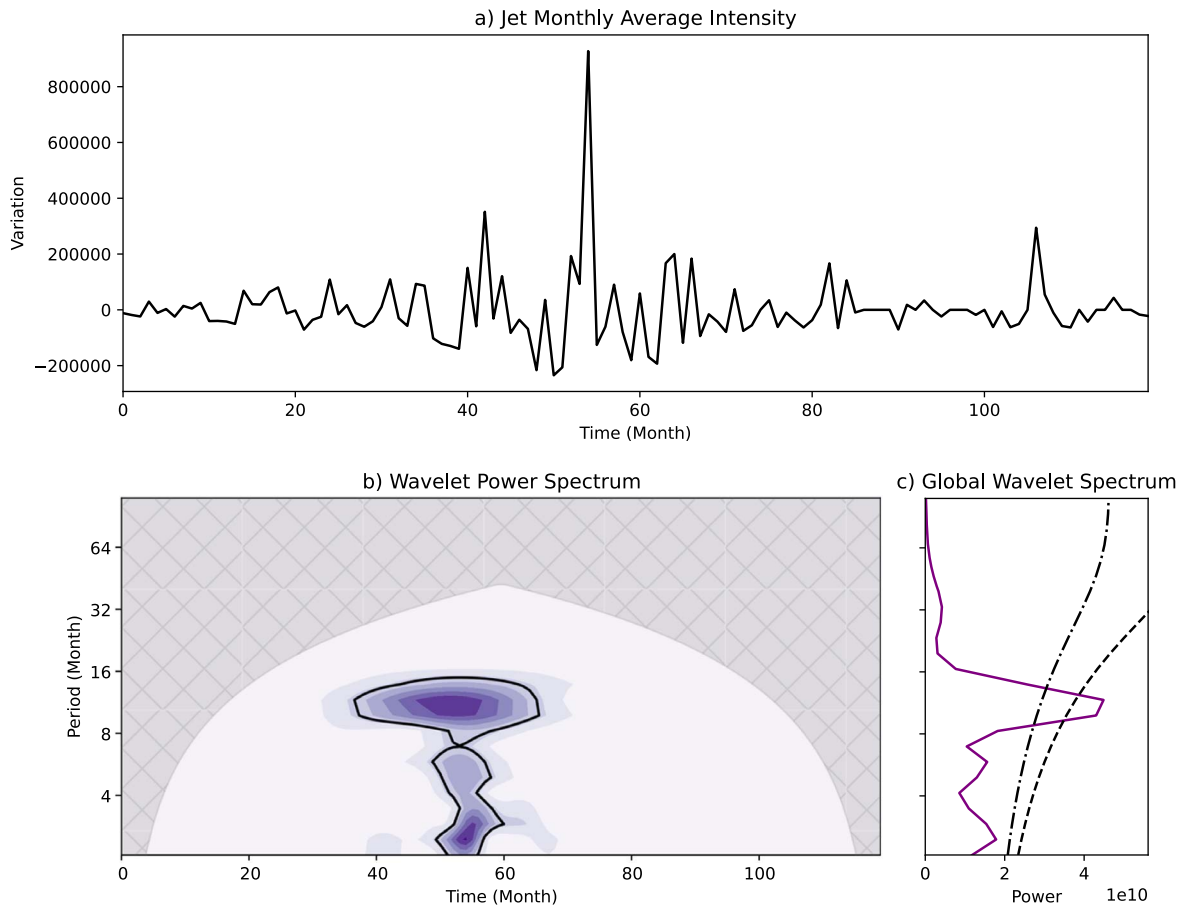 a) Jet Monthly Average Intensity
800000
600000
400000
200000
0
−200000
Variation
0 20 40 60 80 100
Time (Month)
b) Wavelet Power Spectrum
64
32
16
8
4
Period (Month)
0 20 40 60 80 100
Time (Month)
c) Global Wavelet Spectrum
0 2 4
Power
1e10